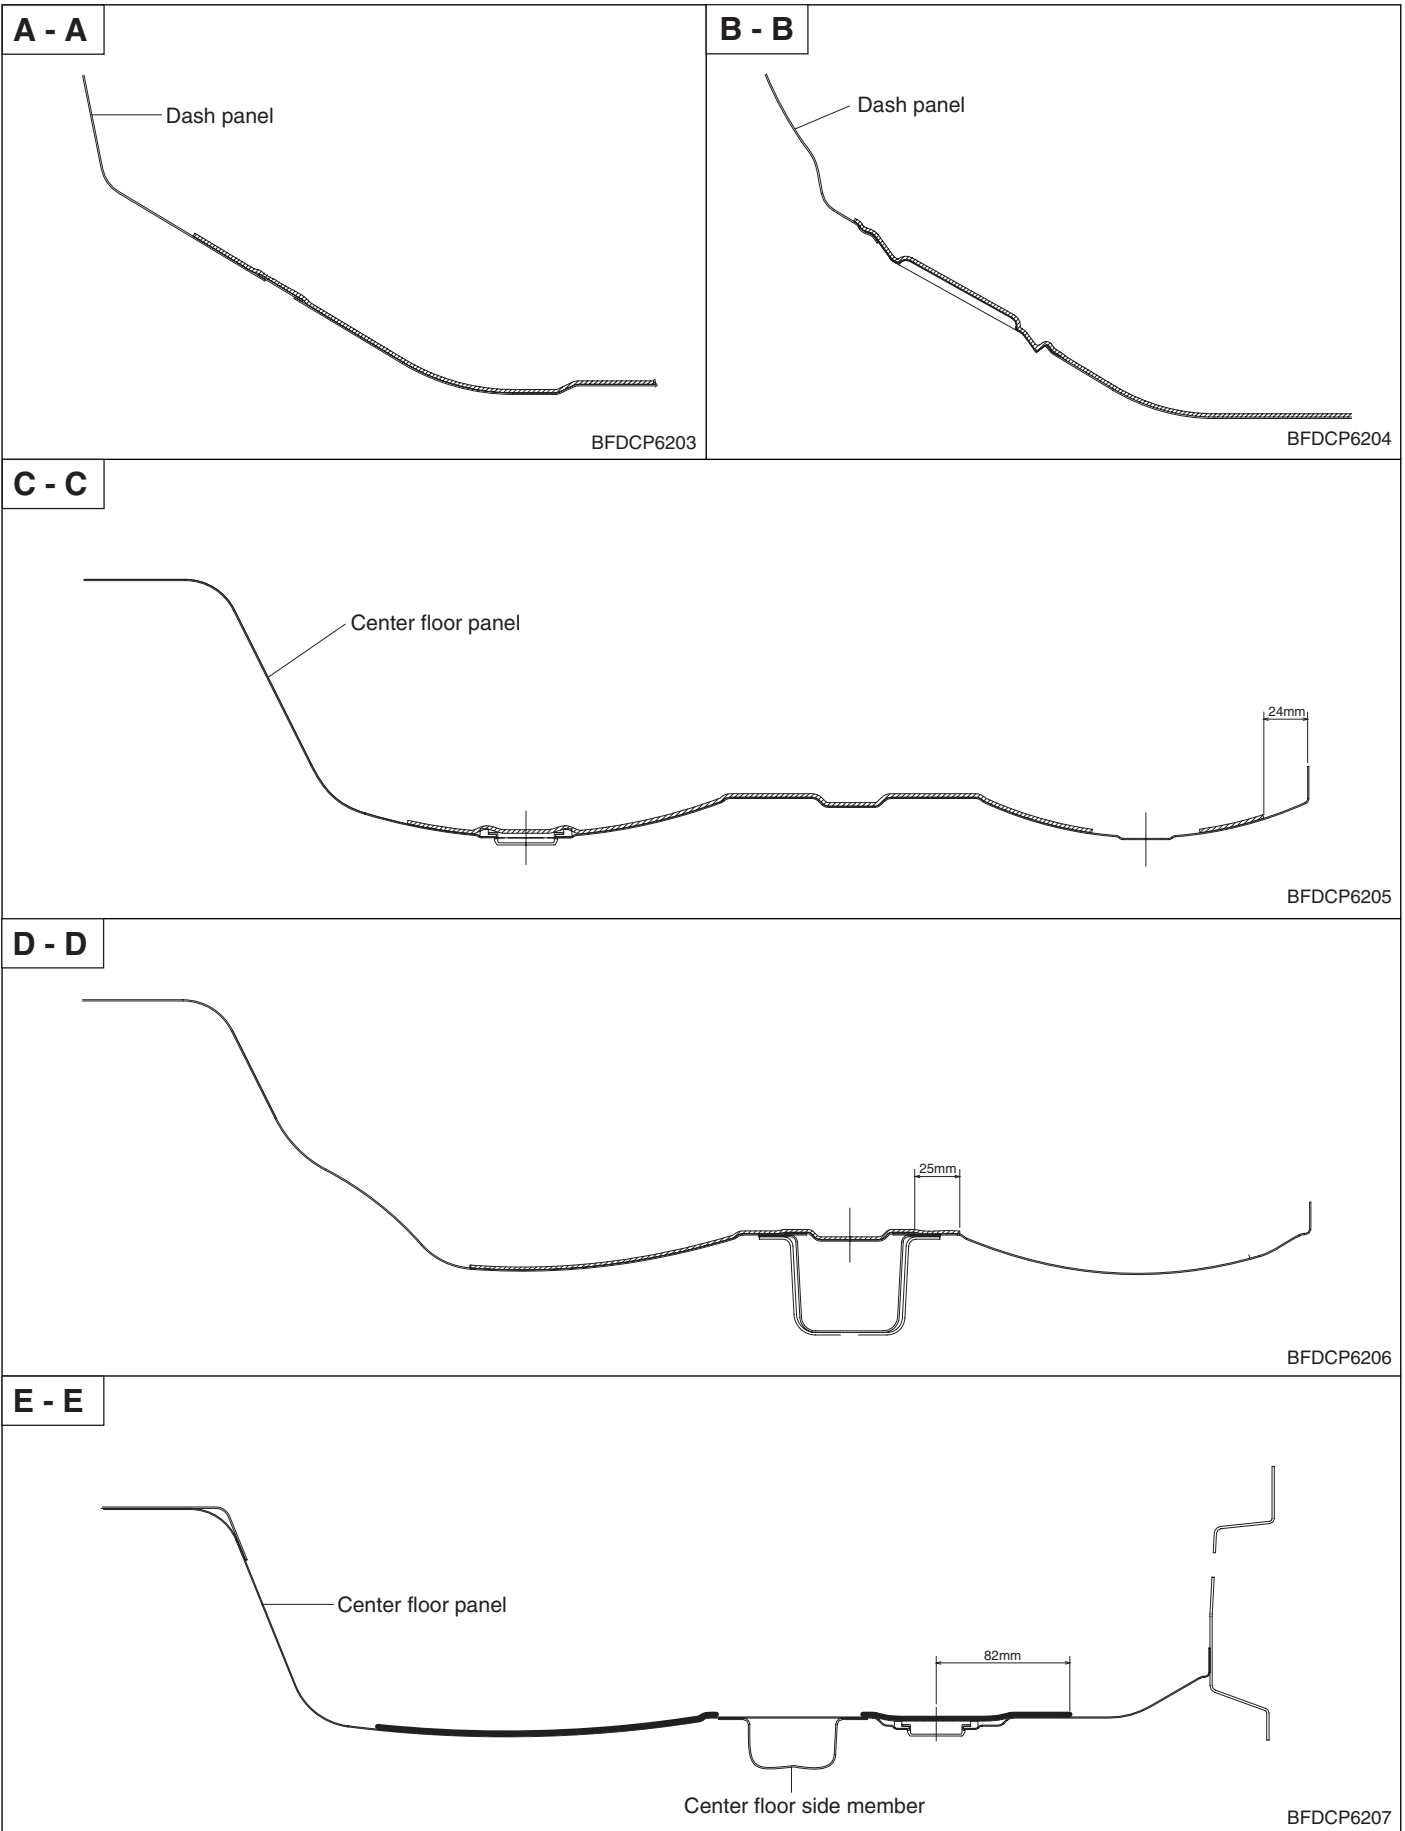 A - A
Dash panel
BFDCP6203
B - B
Dash panel
BFDCP6204
C - C
Center floor panel
24mm
BFDCP6205
D - D
25mm
BFDCP6206
E - E
Center floor panel
82mm
Center floor side member
BFDCP6207